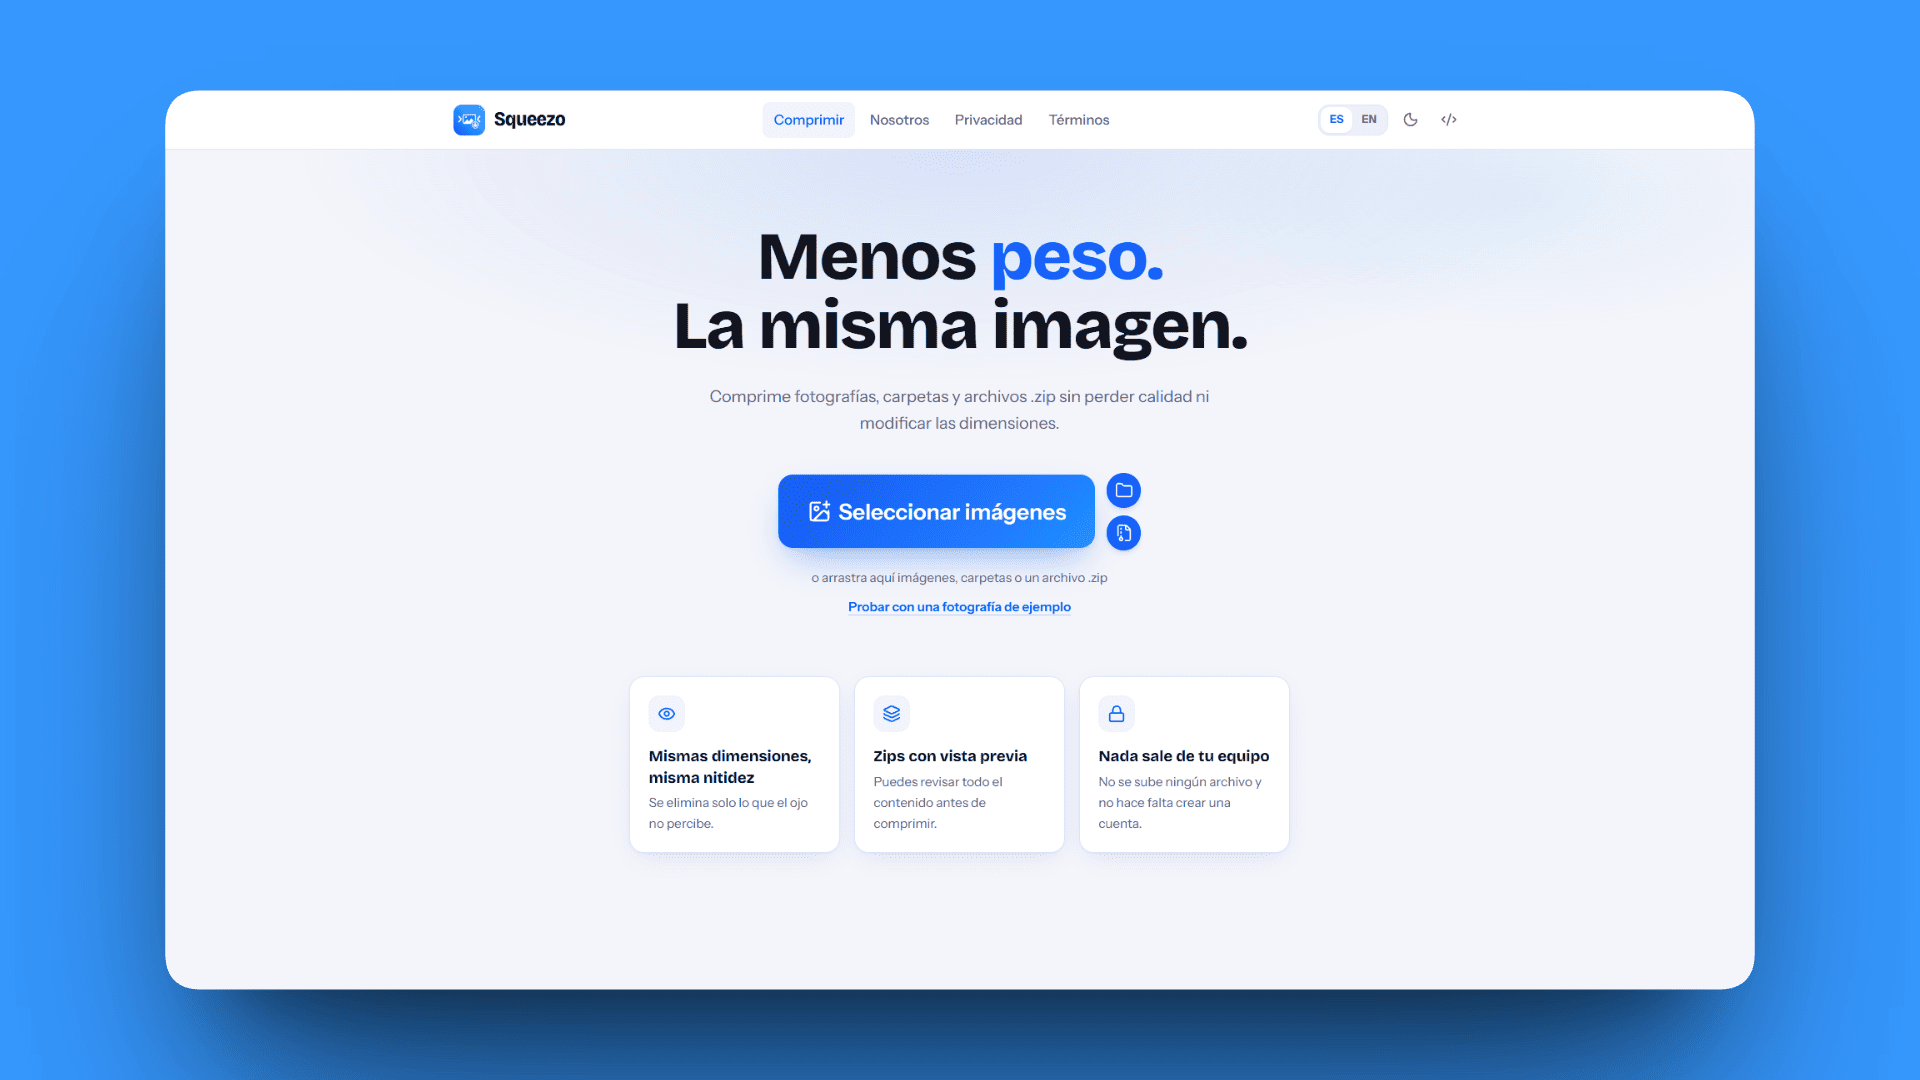 Squeezo
Comprimir
Nosotros
Privacidad
Términos
ES
EN
Menos peso.
La misma imagen.
Comprime fotografías, carpetas y archivos .zip sin perder calidad ni
modificar las dimensiones.
Seleccionar imágenes
o arrastra aquí imágenes, carpetas o un archivo .zip
Probar con una fotografía de ejemplo
Mismas dimensiones,
misma nitidez
Se elimina solo lo que el ojo
no percibe.
Zips con vista previa
Puedes revisar todo el
contenido antes de
comprimir.
Nada sale de tu equipo
No se sube ningún archivo y
no hace falta crear una
cuenta.